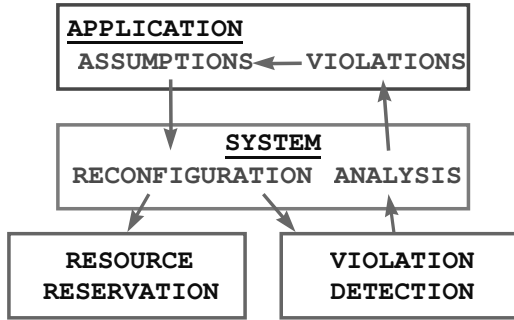 APPLICATION
ASSUMPTIONS VIOLATIONS
SYSTEM
RECONFIGURATION ANALYSIS
RESOURCE
RESERVATION
VIOLATION
DETECTION